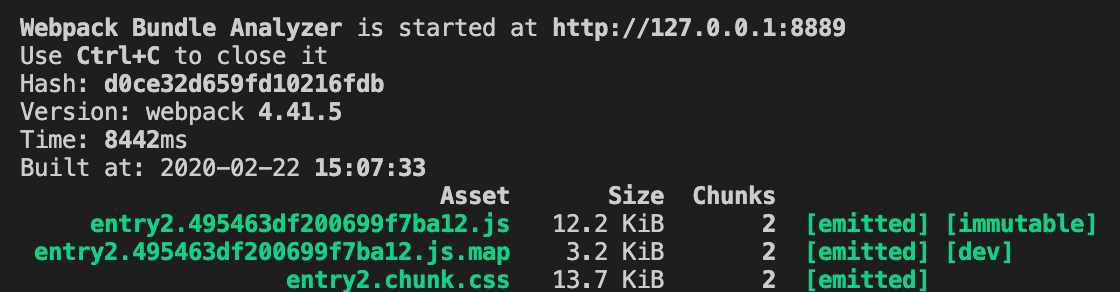 Webpack Bundle Analyzer is started at http://127.0.0.1:8889
Use Ctrl+C to close it
Hash: d0ce32d659fd10216fdb
Version: webpack 4.41.5
Time: 8442ms
Built at: 2020-02-22 15:07:33
Asset Size Chunks
entry2.495463df200699f7ba12.js 12.2 KiB 2 [emitted] [immutable]
entry2.495463df200699f7ba12.js.map 3.2 KiB 2 [emitted] [dev]
entry2.chunk.css 13.7 KiB 2 [emitted]